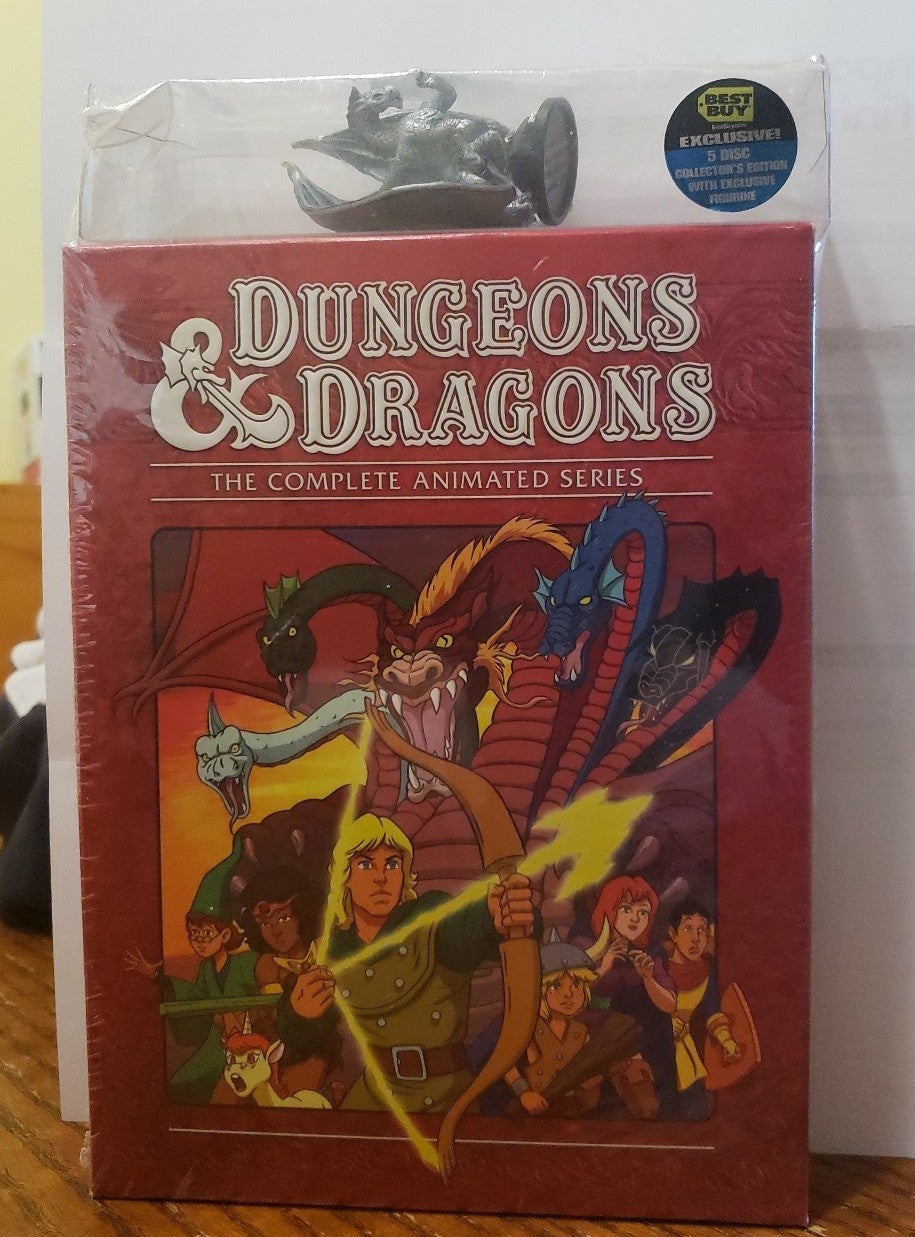 BEST
BUY
EXCLUSIVE!
5 DISC
COLLECTOR'S EDITION
WITH EXCLUSIVE
FIGURINE
DUNGEONS
& DRAGONS
THE COMPLETE ANIMATED SERIES